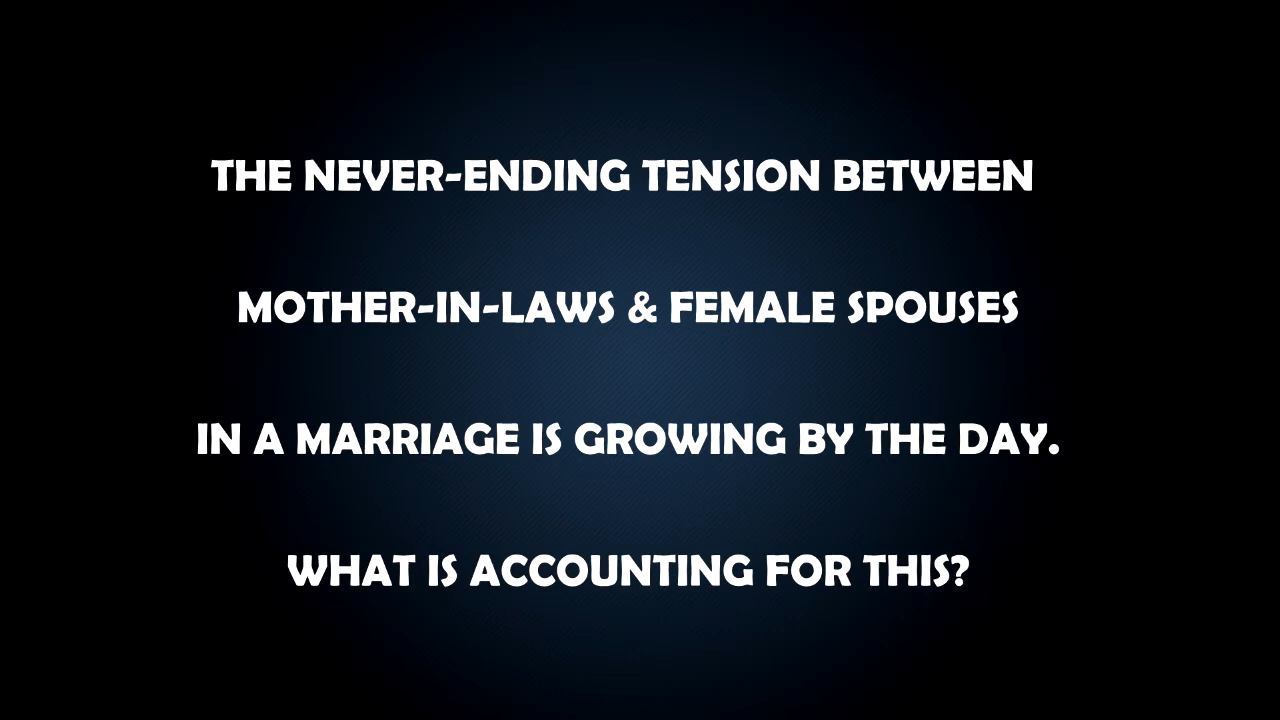 THE NEVER-ENDING TENSION BETWEEN
MOTHER-IN-LAWS & FEMALE SPOUSES
IN A MARRIAGE IS GROWING BY THE DAY.
WHAT IS ACCOUNTING FOR THIS?